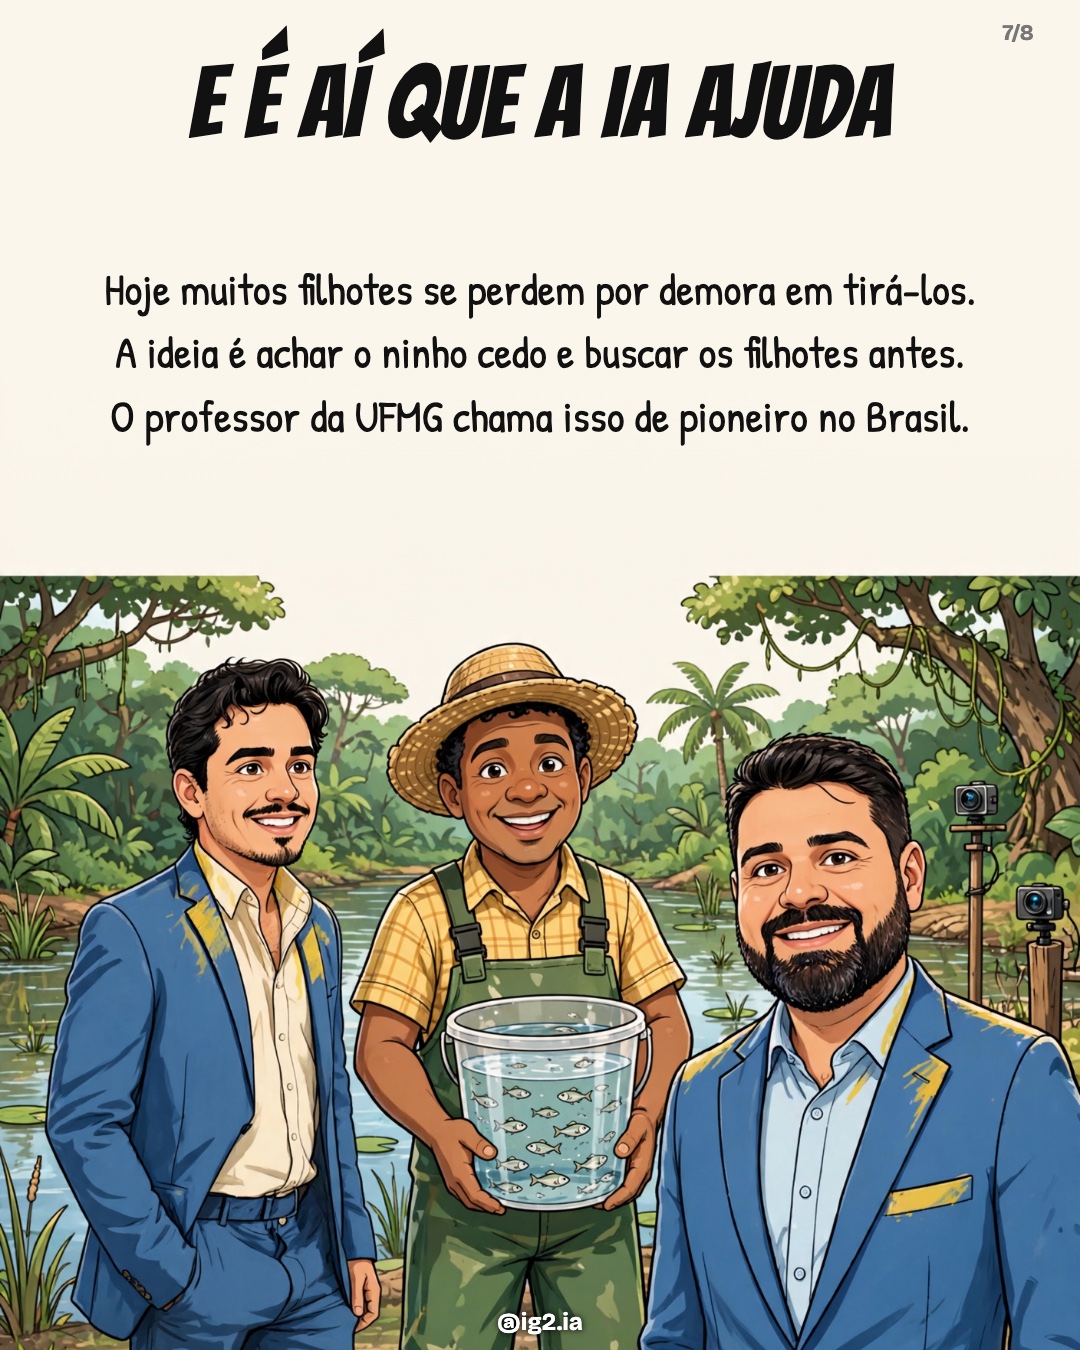 7/8
E É AÍ QUE A IA AJUDA
Hoje muitos filhotes se perdem por demora em tirá-los.
A ideia é achar o ninho cedo e buscar os filhotes antes.
O professor da UFMG chama isso de pioneiro no Brasil.
@ig2.ia